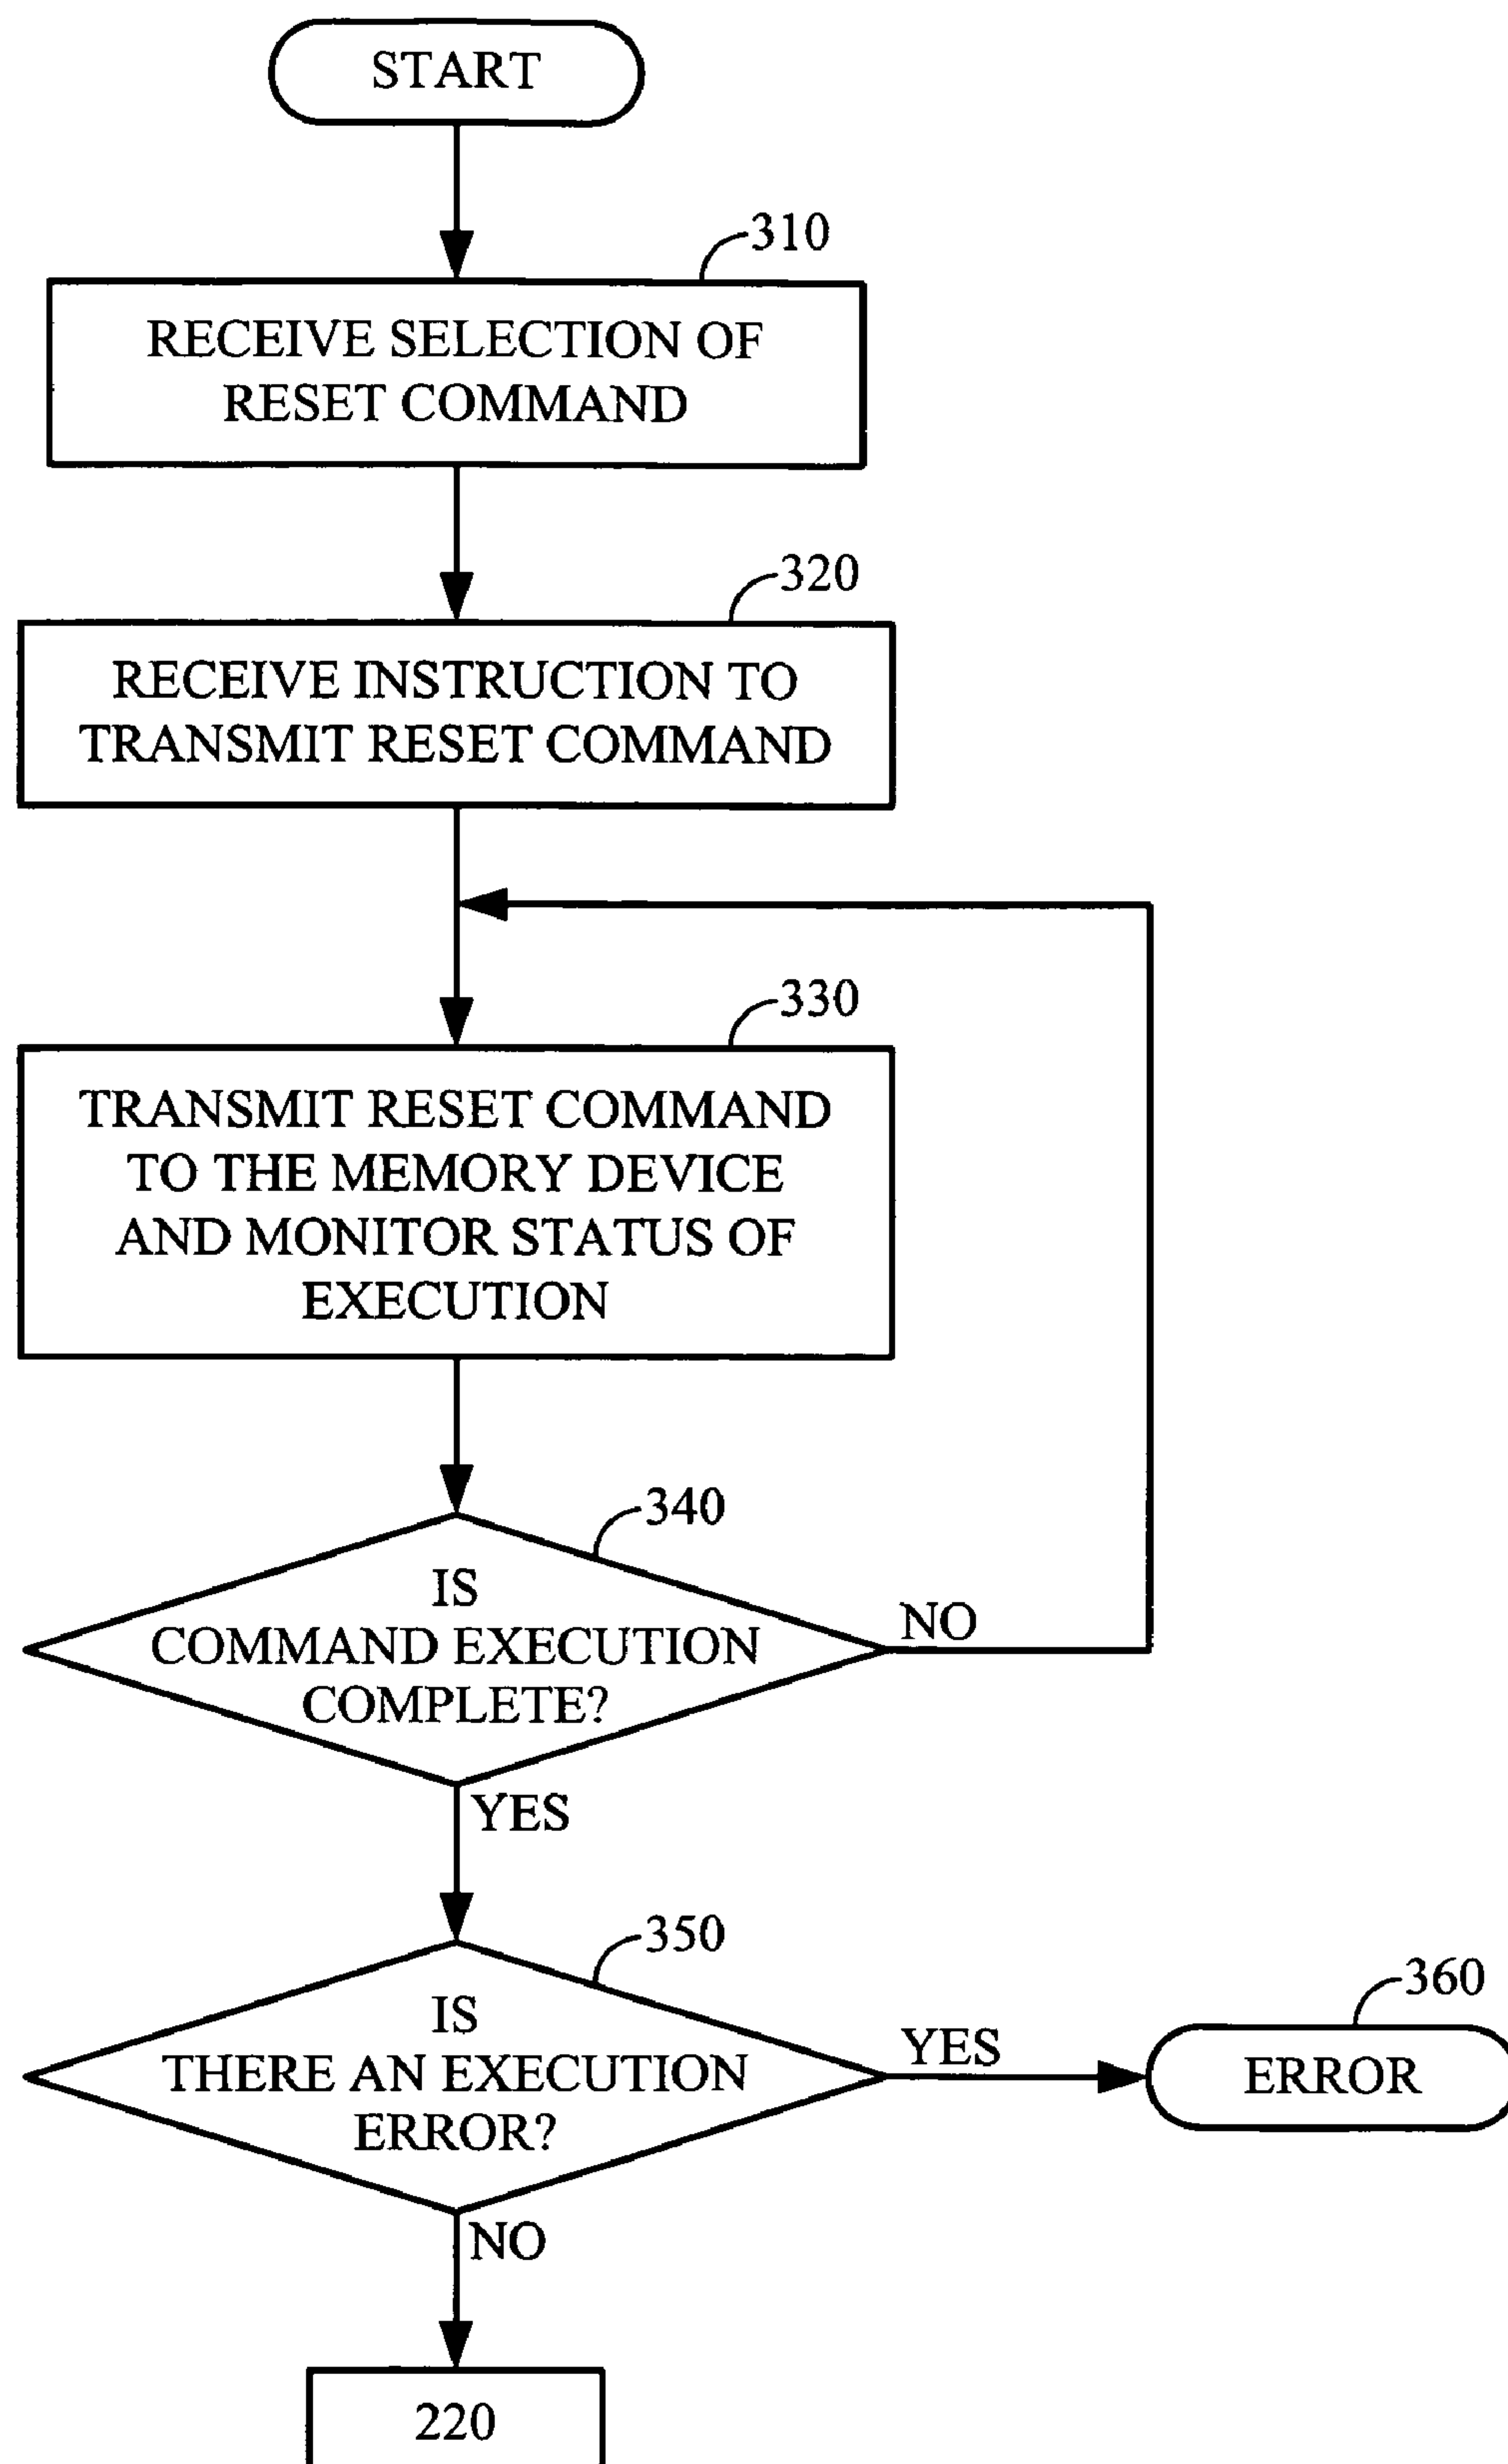 START
310
RECEIVE SELECTION OF
RESET COMMAND
320
RECEIVE INSTRUCTION TO
TRANSMIT RESET COMMAND
330
TRANSMIT RESET COMMAND
TO THE MEMORY DEVICE
AND MONITOR STATUS OF
EXECUTION
340
IS
COMMAND EXECUTION
COMPLETE?
NO
YES
350
IS
THERE AN EXECUTION
ERROR?
YES
360
ERROR
NO
220